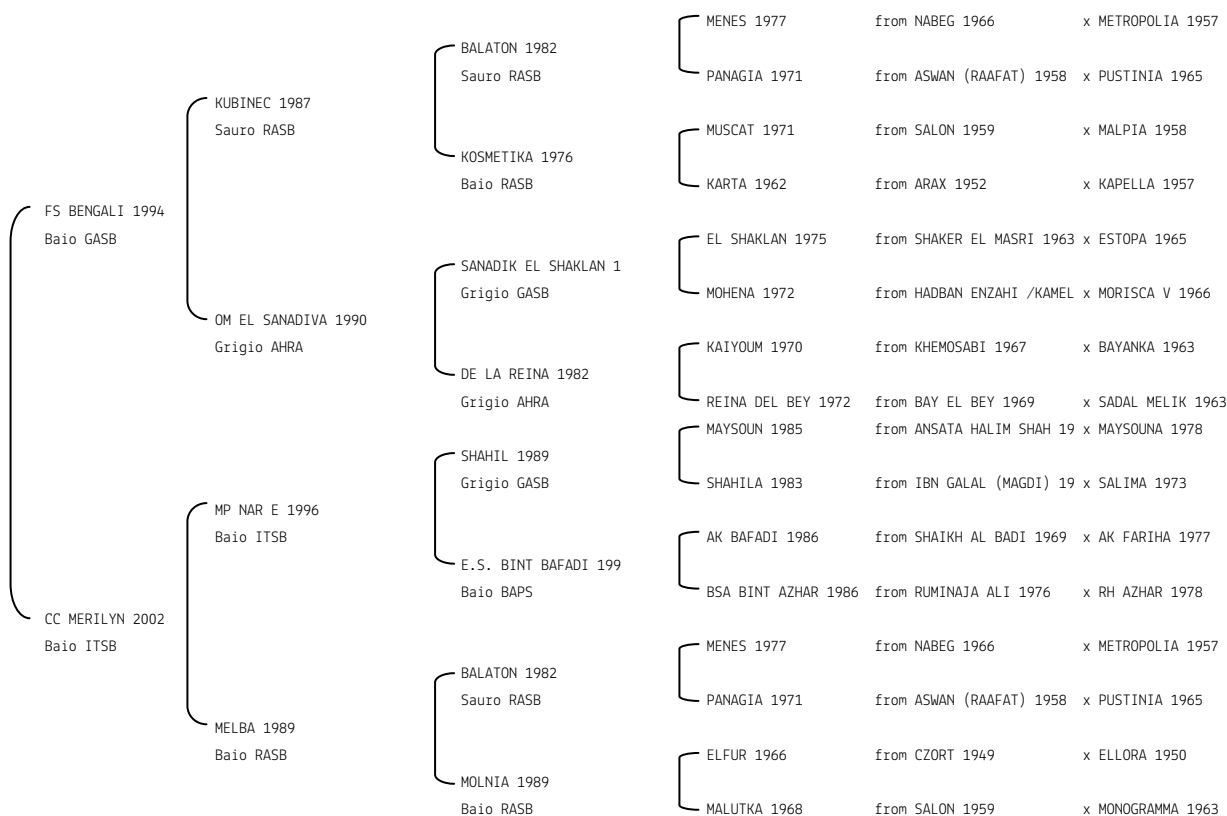 MENES 1977 from NABEG 1966 x METROPOLIA 1957
BALATON 1982
Sauro RASB
PANAGIA 1971 from ASWAN (RAAFAT) 1958 x PUSTINIA 1965
KUBINEC 1987
Sauro RASB
MUSCAT 1971 from SALON 1959 x MALPIA 1958
KOSMETIKA 1976
Baio RASB
KARTA 1962 from ARAX 1952 x KAPELLA 1957
FS BENGALI 1994
Baio GASB
EL SHAKLAN 1975 from SHAKER EL MASRI 1963 x ESTOPA 1965
SANADIK EL SHAKLAN 1
Grigio GASB
MOHENA 1972 from HADBAN ENZAHI /KAMEL x MORISCA V 1966
OM EL SANADIVA 1990
Grigio AHRA
KAIYOUM 1970 from KHEMOSABI 1967 x BAYANKA 1963
DE LA REINA 1982
Grigio AHRA
REINA DEL BEY 1972 from BAY EL BEY 1969 x SADAL MELIK 1963
MAYSOUN 1985 from ANSATA HALIM SHAH 19 x MAYSOUNA 1978
SHAHIL 1989
Grigio GASB
SHAHILA 1983 from IBN GALAL (MAGDI) 19 x SALIMA 1973
MP NAR E 1996
Baio ITSB
AK BAFADI 1986 from SHAIKH AL BADI 1969 x AK FARIHA 1977
E.S. BINT BAFADI 199
Baio BAPS
BSA BINT AZHAR 1986 from RUMINAJA ALI 1976 x RH AZHAR 1978
CC MERILYN 2002
Baio ITSB
MENES 1977 from NABEG 1966 x METROPOLIA 1957
BALATON 1982
Sauro RASB
PANAGIA 1971 from ASWAN (RAAFAT) 1958 x PUSTINIA 1965
MELBA 1989
Baio RASB
ELFUR 1966 from CZORT 1949 x ELLORA 1950
MOLNIA 1989
Baio RASB
MALUTKA 1968 from SALON 1959 x MONOGRAMMA 1963